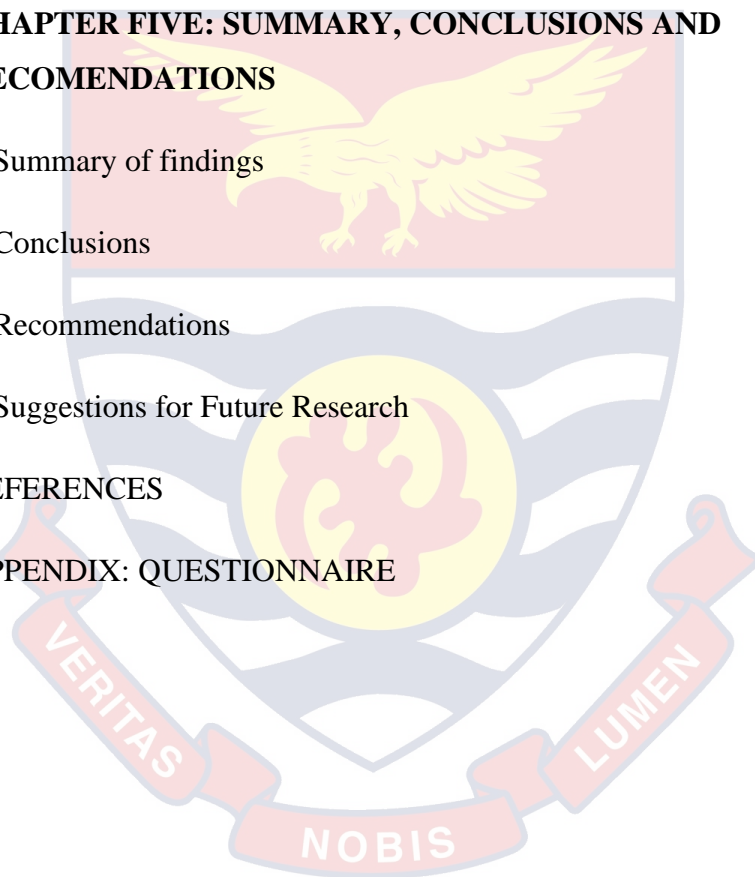 HAPTER FIVE: SUMMARY, CONCLUSIONS AND
ECOMENDATIONS
Summary of findings
Conclusions
Recommendations
Suggestions for Future Research
EFERENCES
PPENDIX: QUESTIONNAIRE
VERITAS
NOBIS
LUMEN